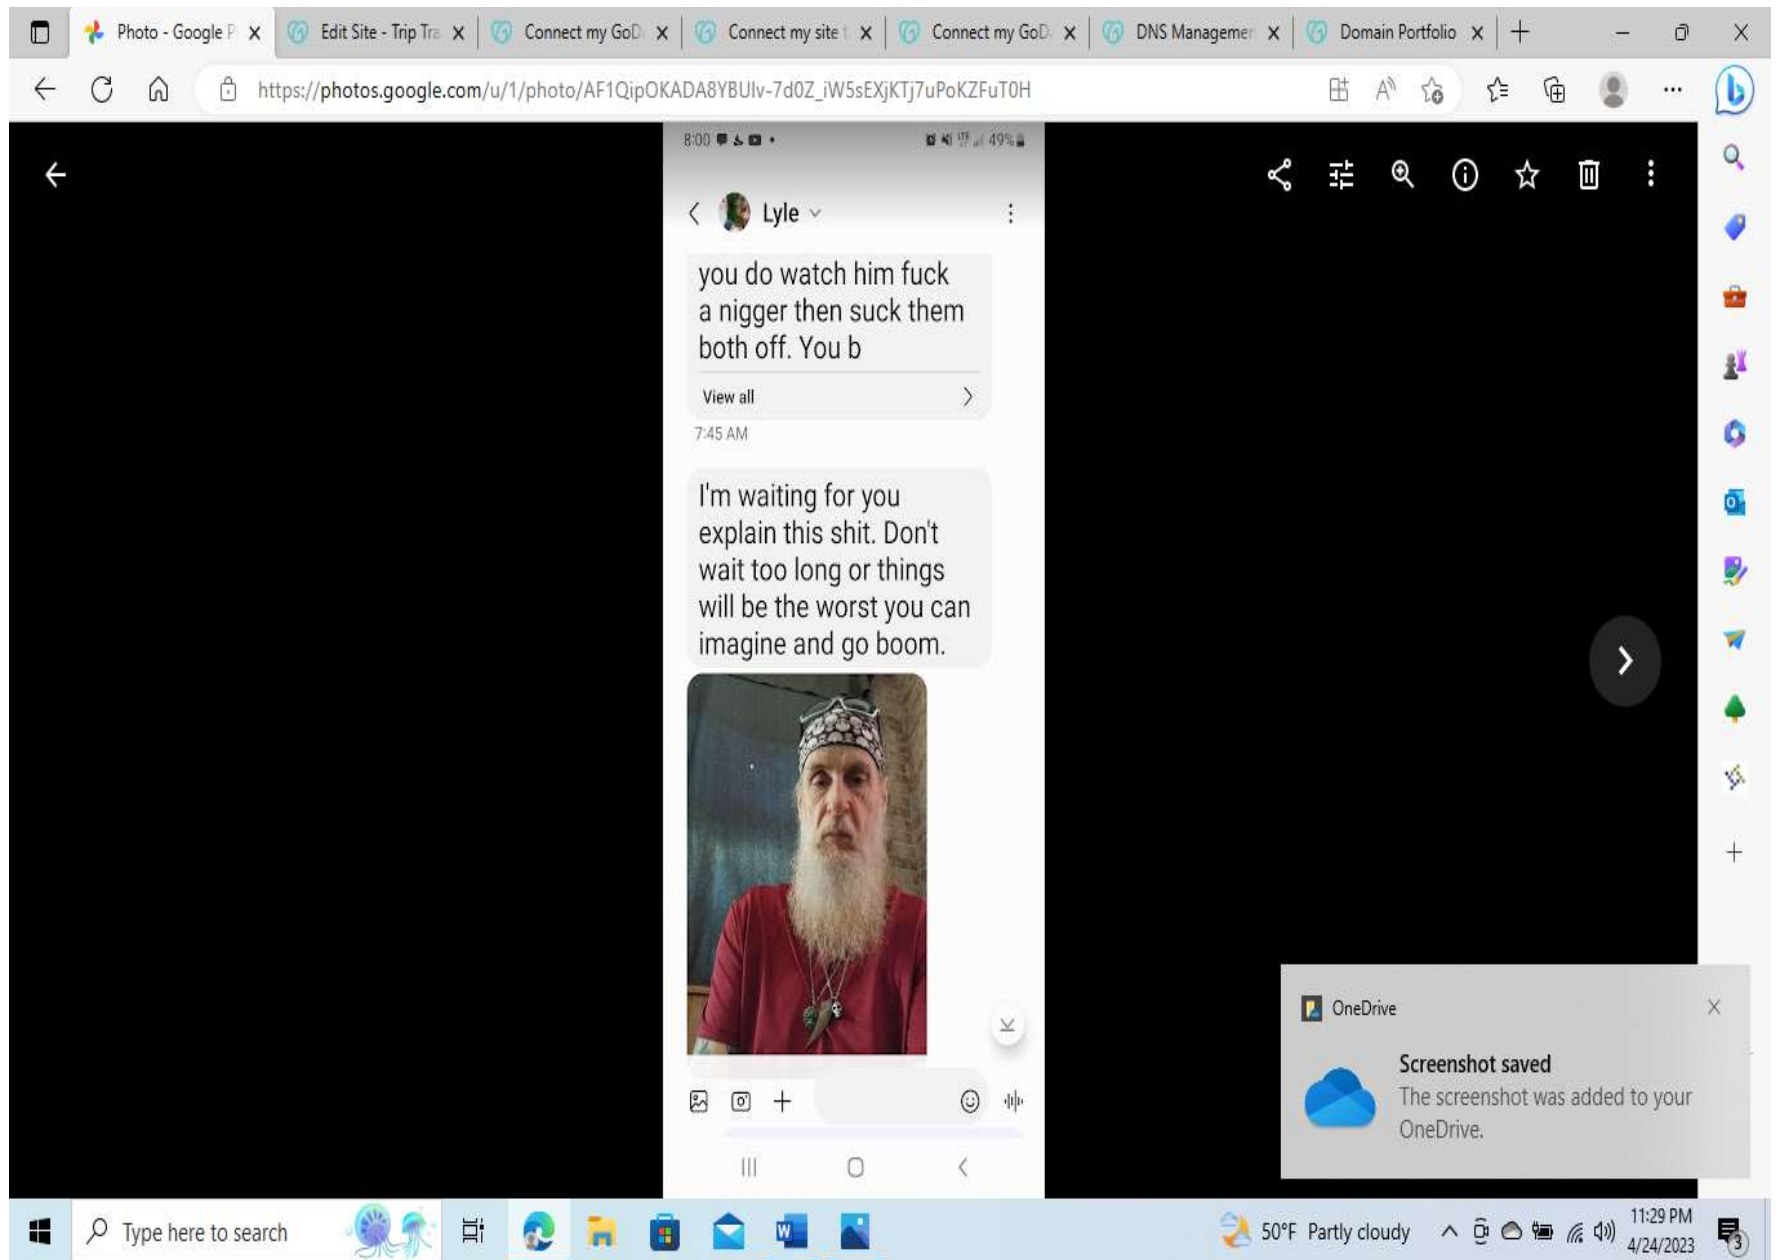 Photo - Google P
Edit Site - Trip Tra
Connect my GoD
Connect my site t
Connect my GoD
DNS Managemen
Domain Portfolio
https://photos.google.com/u/1/photo/AF1QipOKADA8YBUIv-7d0Z_iW5sEXjKTj7uPoKZFuT0H
8:00
LTE 49%
Lyle
you do watch him fuck
a nigger then suck them
both off. You b
View all
7:45 AM
I'm waiting for you
explain this shit. Don't
wait too long or things
will be the worst you can
imagine and go boom.
OneDrive
Screenshot saved
The screenshot was added to your
OneDrive.
Type here to search
50°F Partly cloudy
11:29 PM
4/24/2023
3